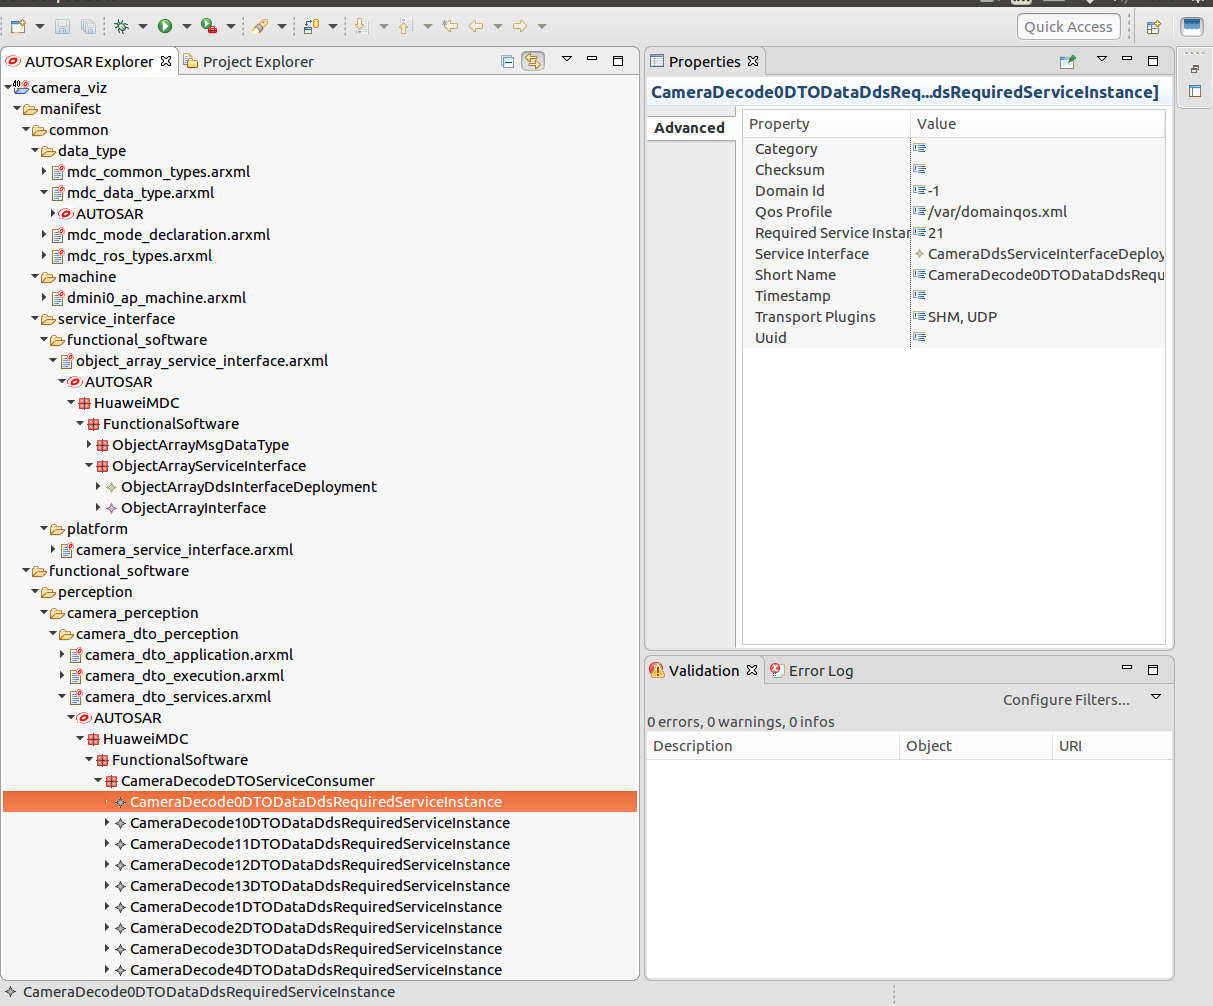 Quick Access
AUTOSAR Explorer
Project Explorer
camera_viz
manifest
common
data_type
mdc_common_types.arxml
mdc_data_type.arxml
AUTOSAR
mdc_mode_declaration.arxml
mdc_ros_types.arxml
machine
dmini0_ap_machine.arxml
service_interface
functional_software
object_array_service_interface.arxml
AUTOSAR
HuaweiMDC
FunctionalSoftware
ObjectArrayMsgDataType
ObjectArrayServiceInterface
ObjectArrayDdsInterfaceDeployment
ObjectArrayInterface
platform
camera_service_interface.arxml
functional_software
perception
camera_perception
camera_dto_perception
camera_dto_application.arxml
camera_dto_execution.arxml
camera_dto_services.arxml
AUTOSAR
HuaweiMDC
FunctionalSoftware
CameraDecodeDTOServiceConsumer
CameraDecode0DTODataDdsRequiredServiceInstance
CameraDecode10DTODataDdsRequiredServiceInstance
CameraDecode11DTODataDdsRequiredServiceInstance
CameraDecode12DTODataDdsRequiredServiceInstance
CameraDecode13DTODataDdsRequiredServiceInstance
CameraDecode1DTODataDdsRequiredServiceInstance
CameraDecode2DTODataDdsRequiredServiceInstance
CameraDecode3DTODataDdsRequiredServiceInstance
CameraDecode4DTODataDdsRequiredServiceInstance
Properties
CameraDecode0DTODataDdsReq...dsRequiredServiceInstance]
Advanced
Property Value
Category
Checksum
Domain Id -1
Qos Profile /var/domainqos.xml
Required Service Instar 21
Service Interface CameraDdsServiceInterfaceDeploy
Short Name CameraDecode0DTODataDdsRequ
Timestamp
Transport Plugins SHM, UDP
Uuid
Validation
Error Log
Configure Filters...
0 errors, 0 warnings, 0 infos
Description Object URI
CameraDecode0DTODataDdsRequiredServiceInstance